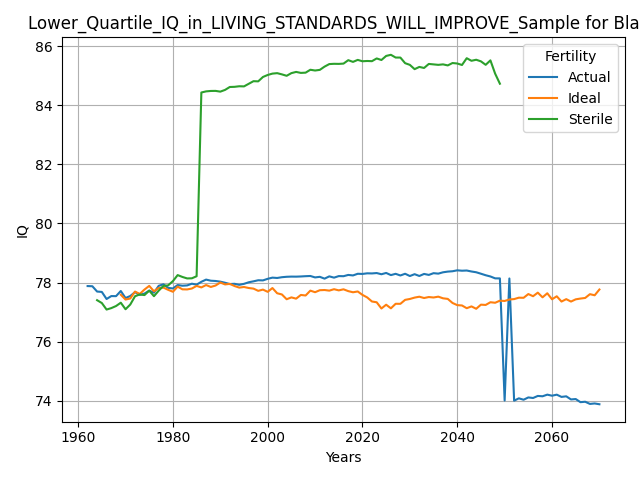 Lower_Quartile_IQ_in_LIVING_STANDARDS_WILL_IMPROVE_Sample for Bla
86
84
82
80
78
76
74
IQ
Fertility
Actual
Ideal
Sterile
1960
1980
2000
2020
2040
2060
Years